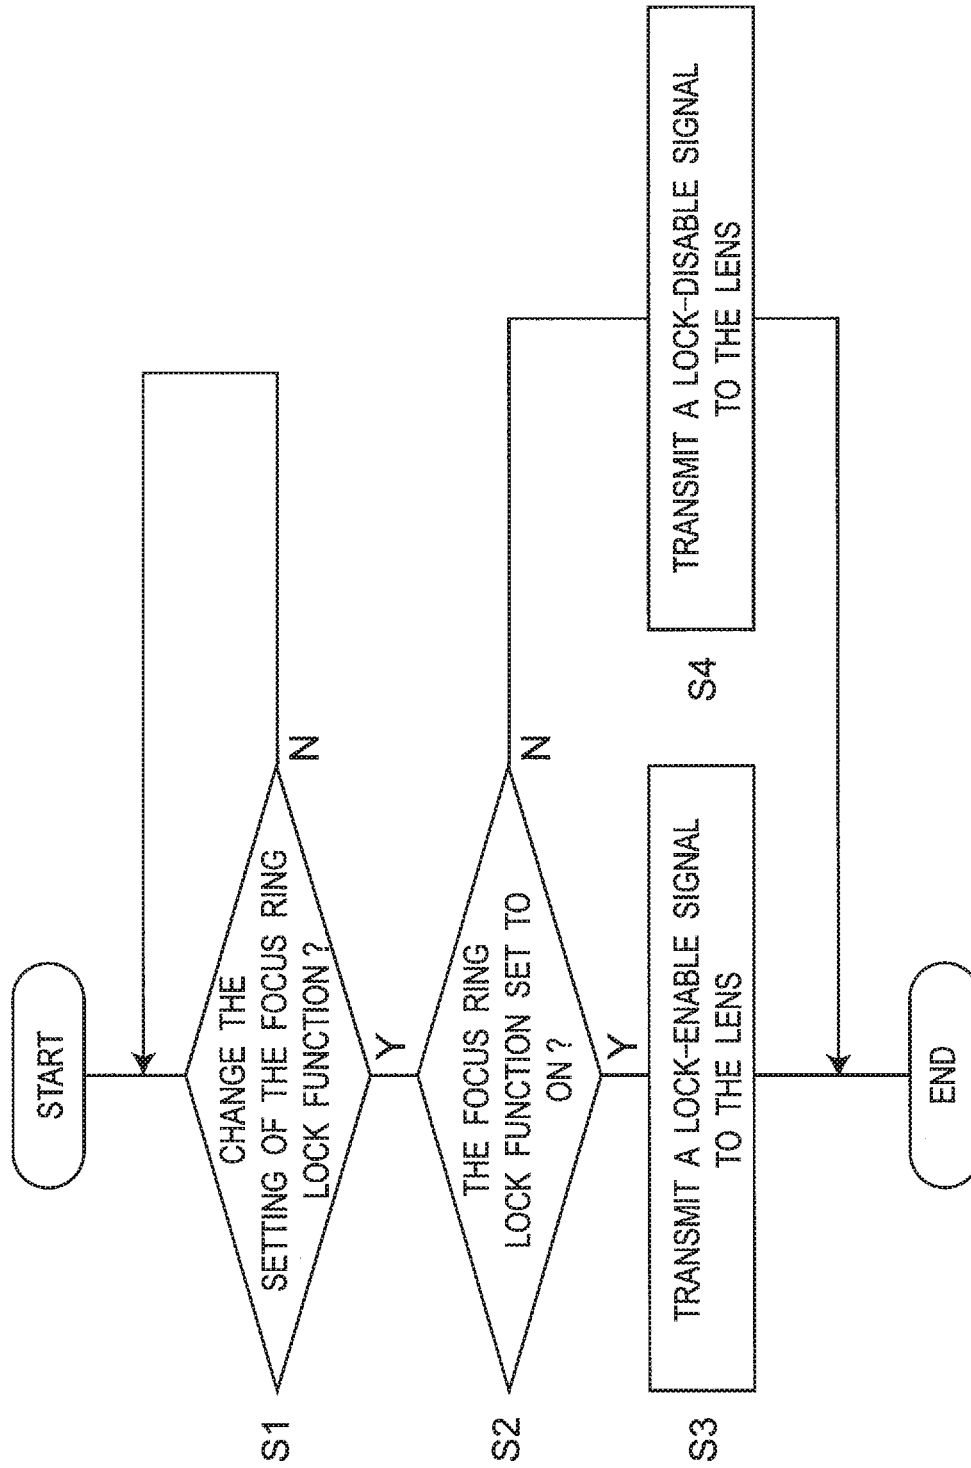 START
S1
CHANGE THE
SETTING OF THE FOCUS RING
LOCK FUNCTION?
N
Y
S2
THE FOCUS RING
LOCK FUNCTION SET TO
ON?
N
Y
S3
TRANSMIT A LOCK-ENABLE SIGNAL
TO THE LENS
S4
TRANSMIT A LOCK-DISABLE SIGNAL
TO THE LENS
END